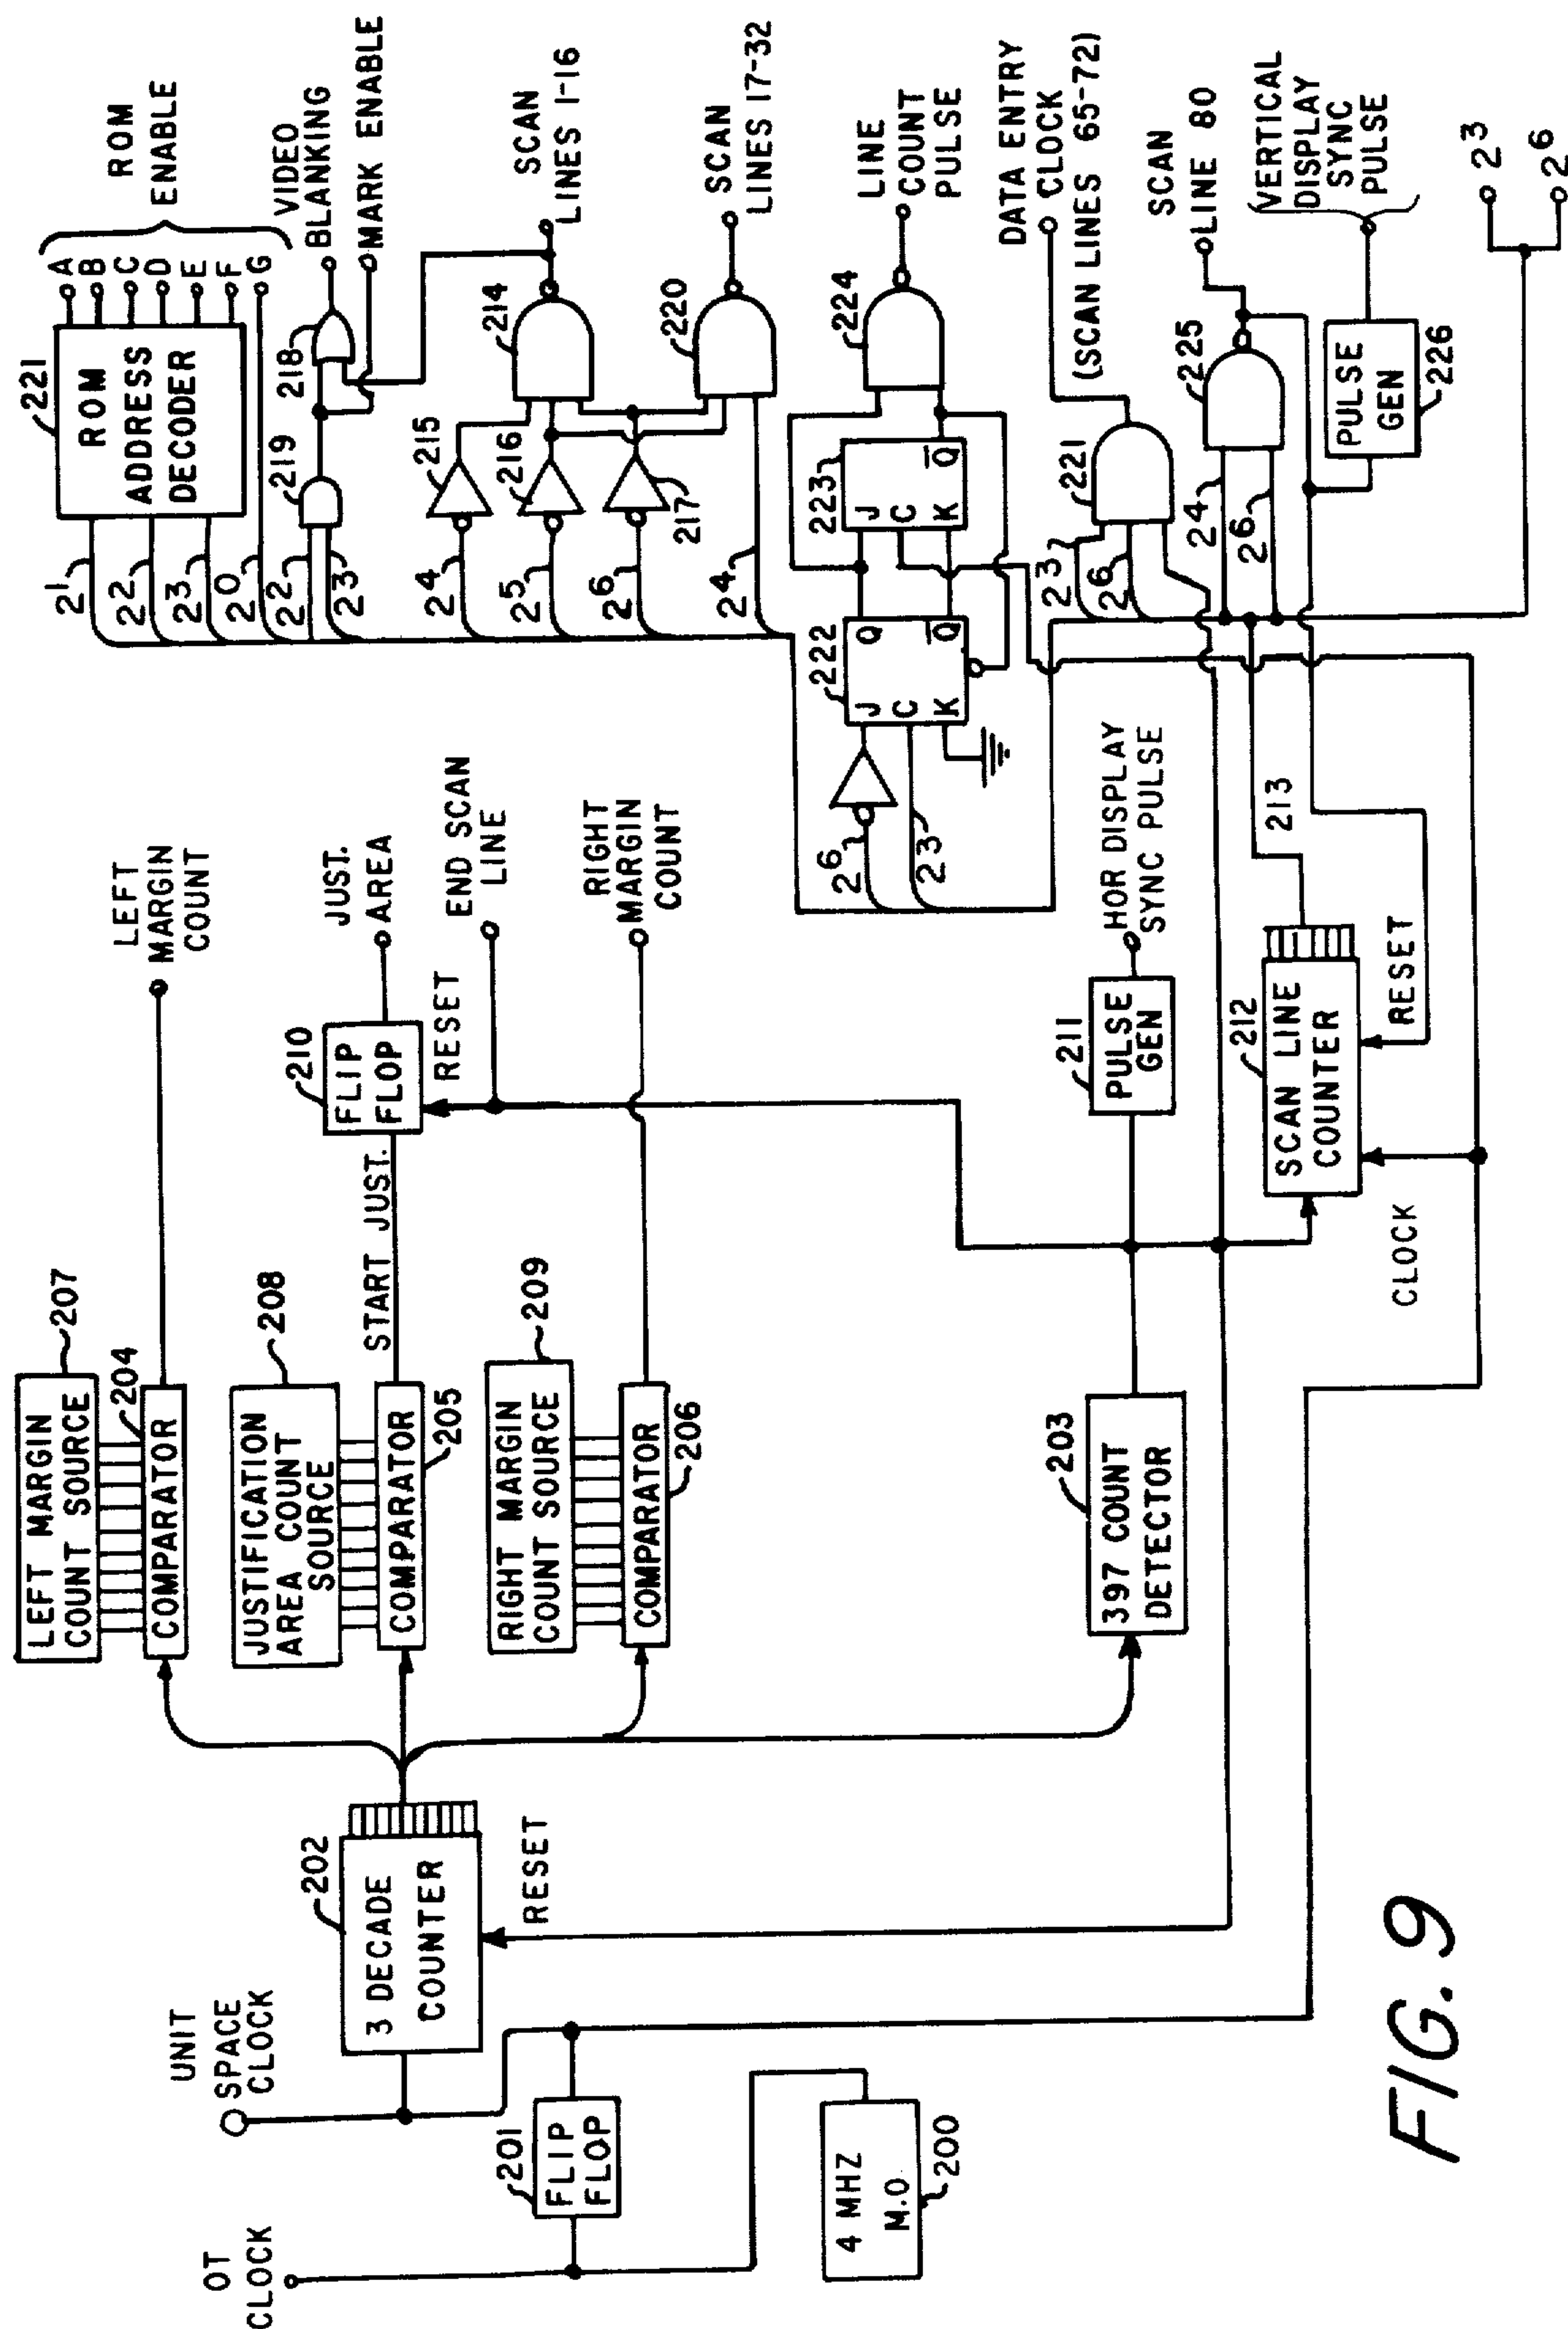 221
ROM
ADDRESS
DECODER
A
B
C
D
E
F
G
ROM
ENABLE
2^1
2^2
2^3
2^0
2^2
2^3
219
218
VIDEO
BLANKING
MARK ENABLE
2^4
2^5
2^6
2^4
215
216
217
214
220
SCAN
LINES 1-16
SCAN
LINES 17-32
2^6
2^3
222
J
C
K
Q
Q̅
223
J
C
K
Q̅
224
LINE
COUNT
PULSE
2^3
2^6
221
DATA ENTRY
CLOCK
(SCAN LINES 65-72)
2^4
2^6
225
SCAN
LINE 80
PULSE
GEN
226
VERTICAL
DISPLAY
SYNC
PULSE
2^3
2^6
LEFT
MARGIN
COUNT
207
LEFT MARGIN
COUNT SOURCE
204
COMPARATOR
208
JUSTIFICATION
AREA COUNT
SOURCE
COMPARATOR
205
START JUST.
210
FLIP
FLOP
RESET
JUST.
AREA
END SCAN
LINE
209
RIGHT MARGIN
COUNT SOURCE
COMPARATOR
206
RIGHT
MARGIN
COUNT
203
397 COUNT
DETECTOR
211
PULSE
GEN
HOR DISPLAY
SYNC PULSE
212
SCAN LINE
COUNTER
213
RESET
CLOCK
UNIT
SPACE
CLOCK
202
3 DECADE
COUNTER
RESET
OT
CLOCK
201
FLIP
FLOP
4 MHZ
M.O.
200
FIG. 9